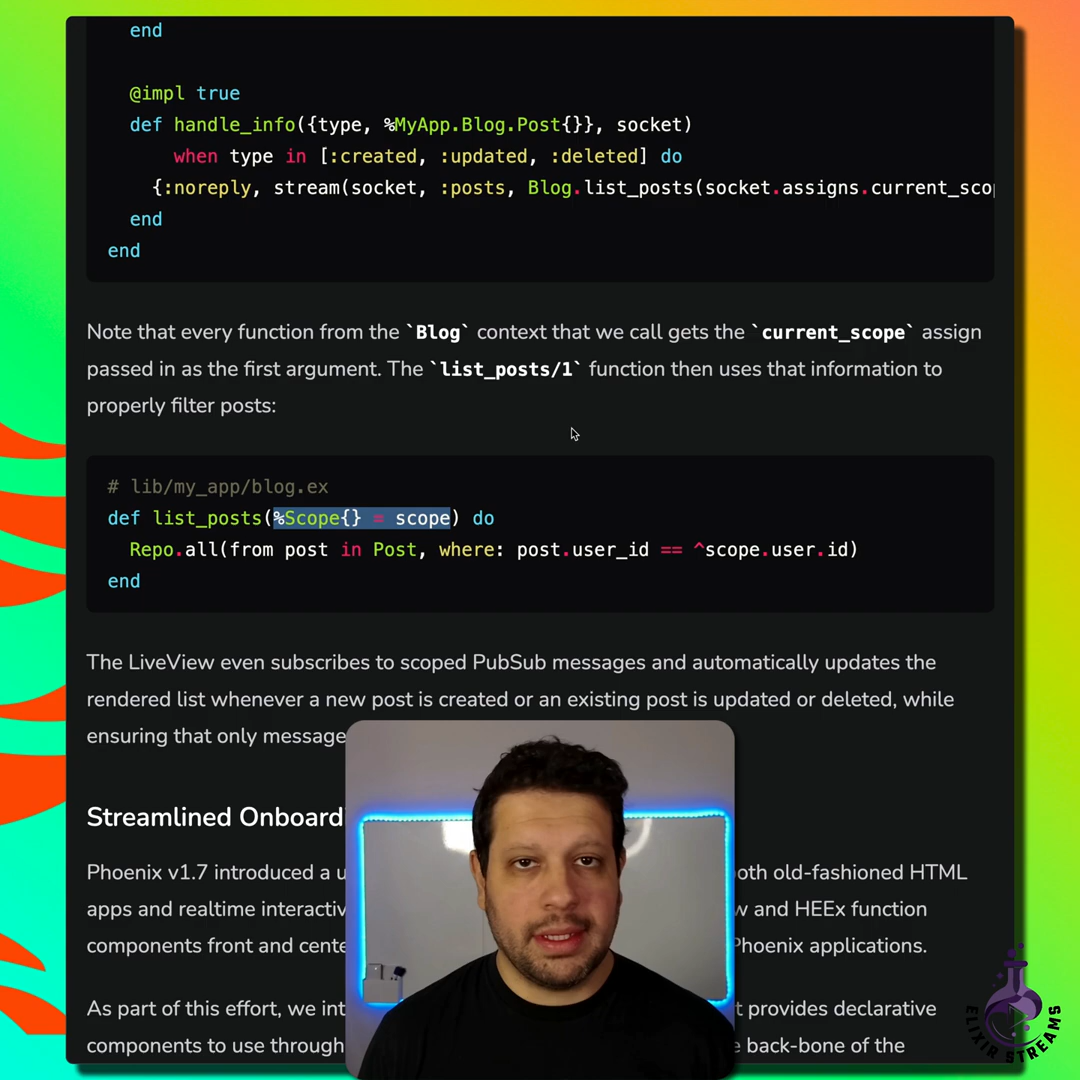 end
@impl true
def handle_info({type, %MyApp.Blog.Post{}}, socket)
when type in [:created, :updated, :deleted] do
{:noreply, stream(socket, :posts, Blog.list_posts(socket.assigns.current_sco
end
end
Note that every function from the `Blog` context that we call gets the `current_scope` assign
passed in as the first argument. The `list_posts/1` function then uses that information to
properly filter posts:
# lib/my_app/blog.ex
def list_posts(%Scope{} = scope) do
Repo.all(from post in Post, where: post.user_id == ^scope.user.id)
end
The LiveView even subscribes to scoped PubSub messages and automatically updates the
rendered list whenever a new post is created or an existing post is updated or deleted, while
ensuring that only message
Streamlined Onboard
Phoenix v1.7 introduced a u oth old-fashioned HTML
apps and realtime interactiv w and HEEx function
components front and cente Phoenix applications.
As part of this effort, we int t provides declarative
components to use through e back-bone of the
ELIXIR STREAMS